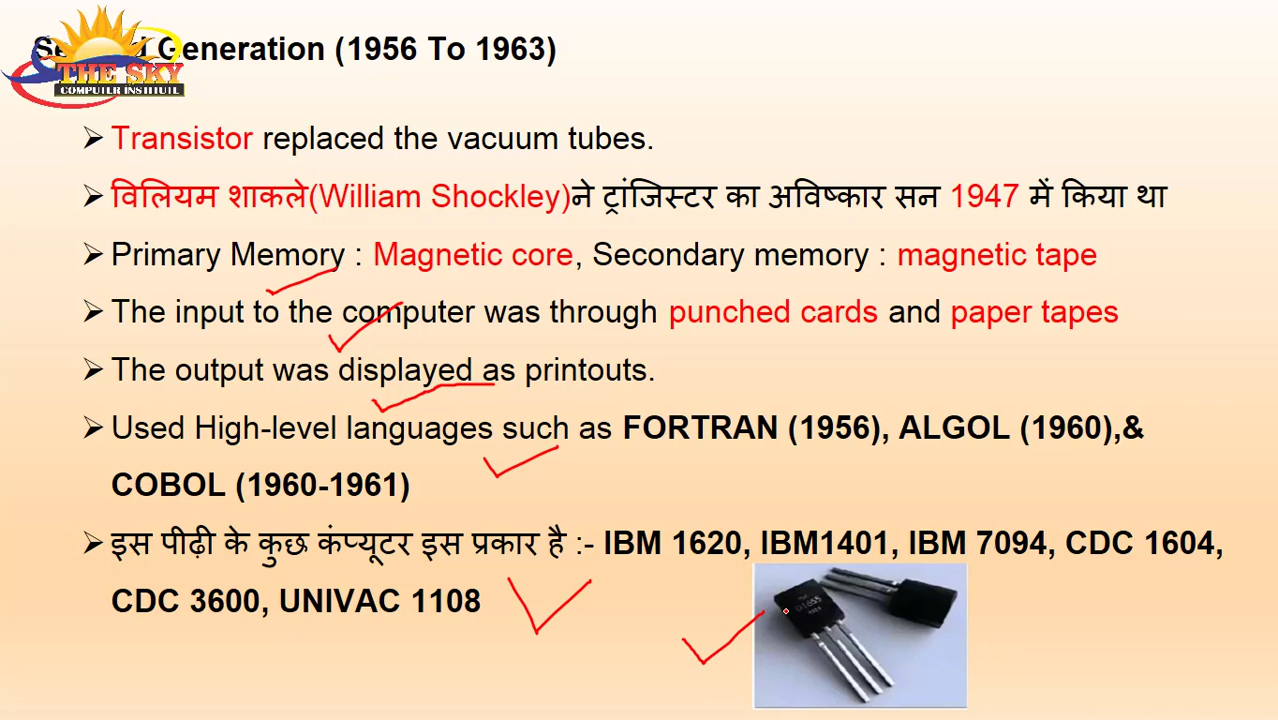 Generation (1956 To 1963)
THE SKY
COMPUTER INSTITUTE
➢ Transistor replaced the vacuum tubes.
➢ विलियम शाकले(William Shockley)ने ट्रांजिस्टर का अविष्कार सन 1947 में किया था
➢ Primary Memory : Magnetic core, Secondary memory : magnetic tape
➢ The input to the computer was through punched cards and paper tapes
➢ The output was displayed as printouts.
➢ Used High-level languages such as FORTRAN (1956), ALGOL (1960),&
COBOL (1960-1961)
➢ इस पीढ़ी के कुछ कंप्यूटर इस प्रकार है :- IBM 1620, IBM1401, IBM 7094, CDC 1604,
CDC 3600, UNIVAC 1108